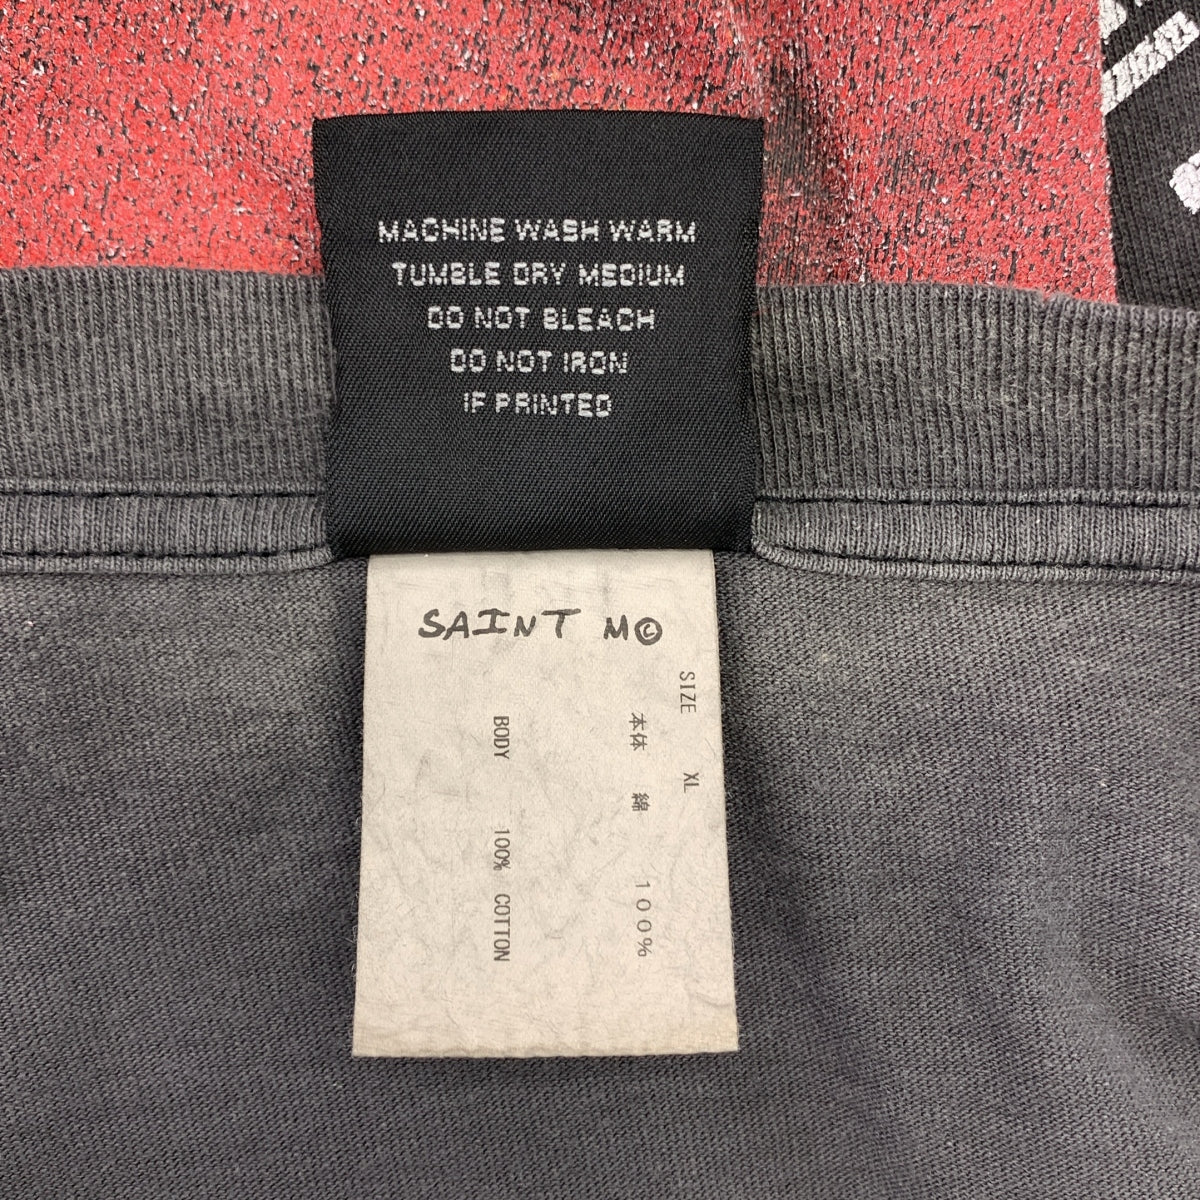 MACHINE WASH WARM
TUMBLE DRY MEDIUM
DO NOT BLEACH
DO NOT IRON
IF PRINTED
SAINT M©
SIZE XL
本体 綿 100%
BODY 100% COTTON